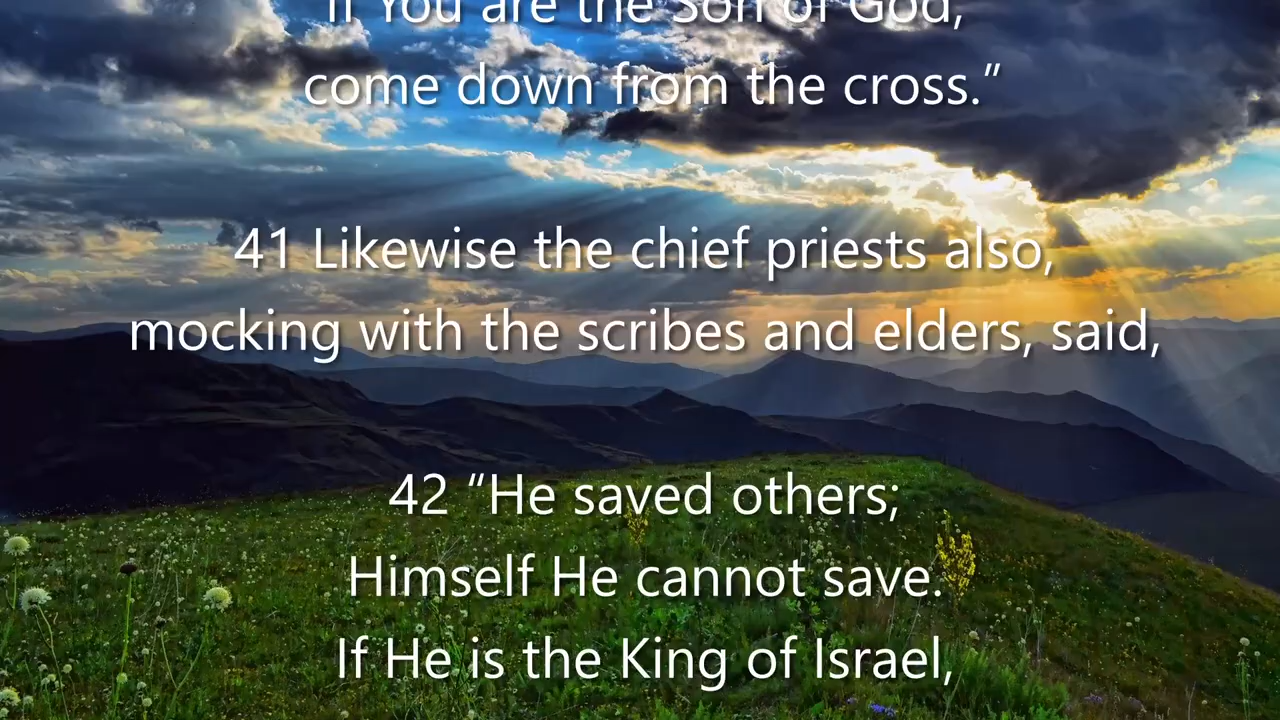 If You are the Son of God,
come down from the cross.”
41 Likewise the chief priests also,
mocking with the scribes and elders, said,
42 “He saved others;
Himself He cannot save.
If He is the King of Israel,